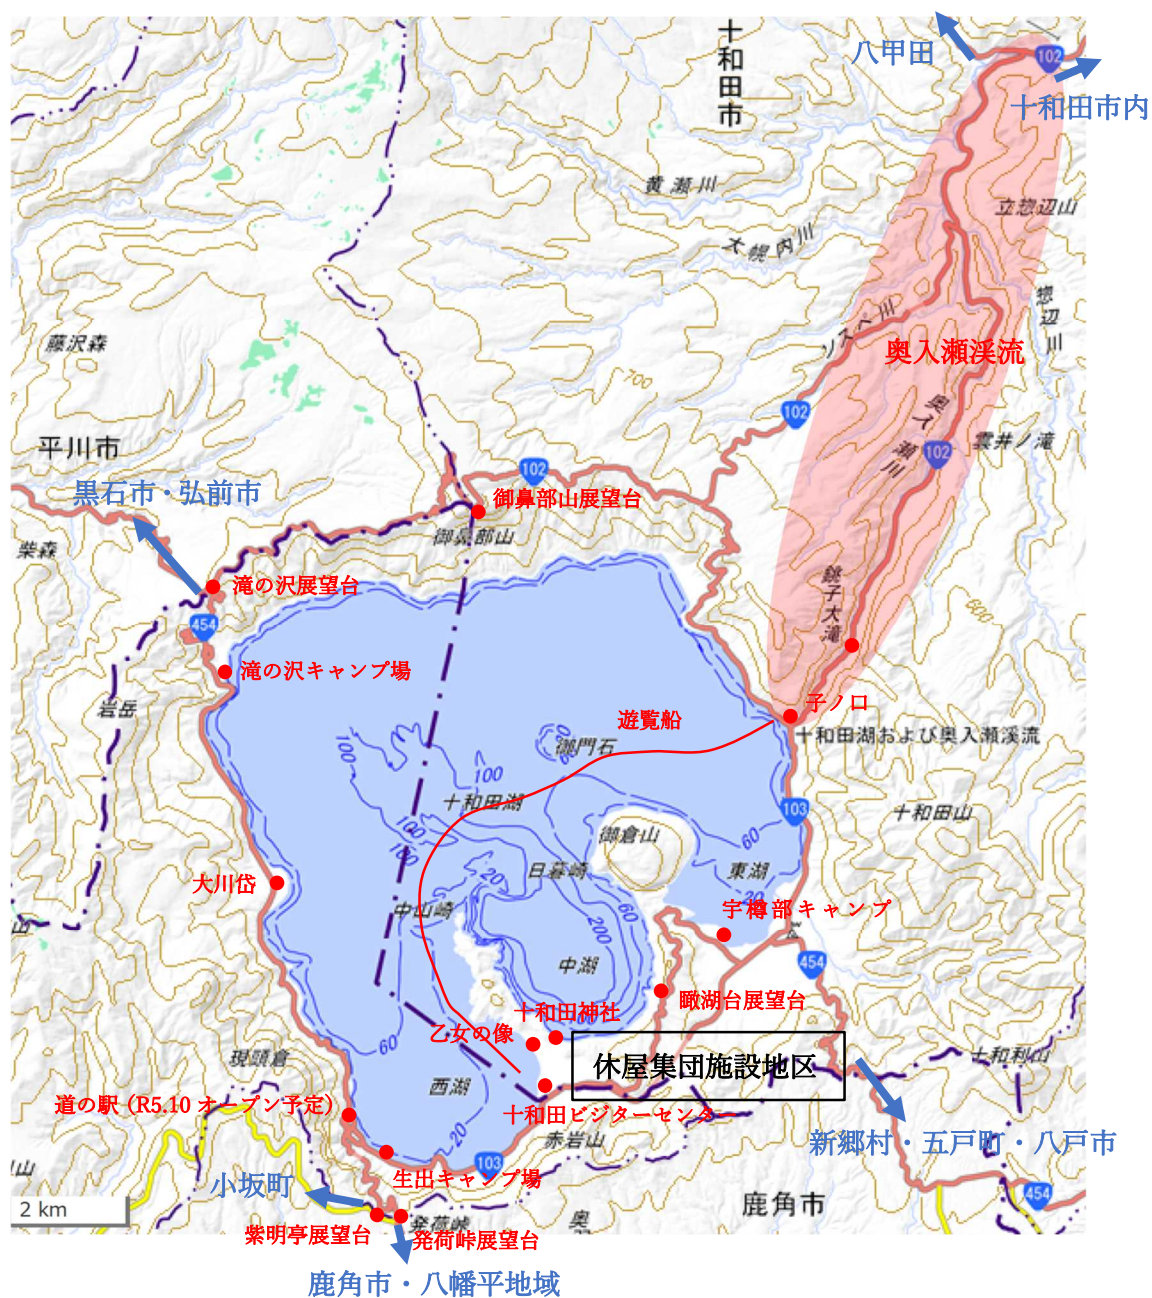 十和田市
八甲田
102
十和田市内
黄瀬川
立惣辺山
大幌内川
惣辺川
ソスベ川
藤沢森
奥入瀬渓流
700
102
奥入瀬川
102
雲井ノ滝
平川市
黒石市・弘前市
102
御鼻部山展望台
御鼻部山
柴森
滝の沢展望台
銚子大滝
600
454
滝の沢キャンプ場
岩岳
子ノ口
遊覧船
十和田湖および奥入瀬渓流
御門石
60
100
100
十和田湖
103
十和田山
100
100
御倉山
60
日暮崎
東湖
20
20
大川岱
中山崎
60
宇樽部キャンプ
200
454
中湖
瞰湖台展望台
十和田神社
乙女の像
60
現頭倉
休屋集団施設地区
十和利山
西湖
道の駅（R5.10 オープン予定）
十和田ビジターセンター
20
赤岩山
新郷村・五戸町・八戸市
103
生出キャンプ場
小坂町
鹿角市
454
2 km
紫明亭展望台
発荷峠
発荷峠展望台
奥
鹿角市・八幡平地域